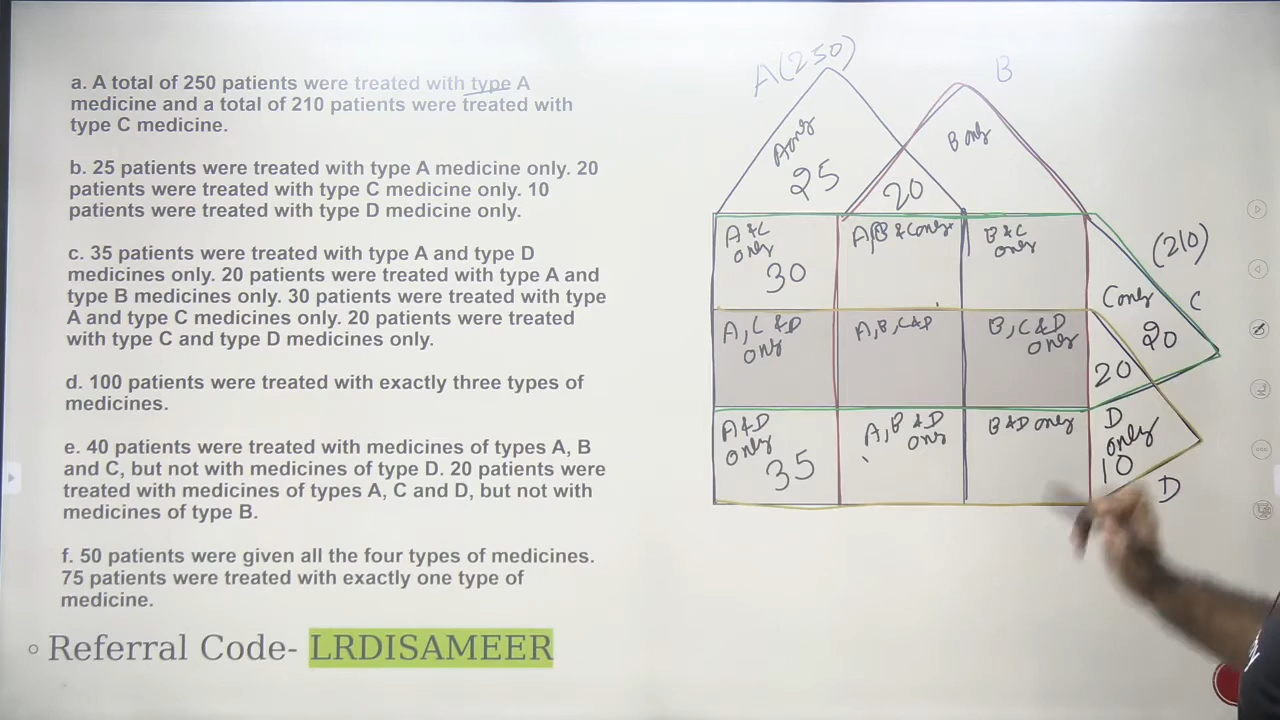 a. A total of 250 patients were treated with type A
medicine and a total of 210 patients were treated with
type C medicine.
b. 25 patients were treated with type A medicine only. 20
patients were treated with type C medicine only. 10
patients were treated with type D medicine only.
c. 35 patients were treated with type A and type D
medicines only. 20 patients were treated with type A and
type B medicines only. 30 patients were treated with type
A and type C medicines only. 20 patients were treated
with type C and type D medicines only.
d. 100 patients were treated with exactly three types of
medicines.
e. 40 patients were treated with medicines of types A, B
and C, but not with medicines of type D. 20 patients were
treated with medicines of types A, C and D, but not with
medicines of type B.
f. 50 patients were given all the four types of medicines.
75 patients were treated with exactly one type of
medicine.
Referral Code- LRDISAMEER
A(250)
B
A only
25
20
B only
A & C
only
30
A, B & C only
B & C
only
(210)
C
C only
20
A, C & D
only
A, B, C & D
B, C & D
only
20
A & D
only
35
A, B & D
only
B & D only
D
only
10
D